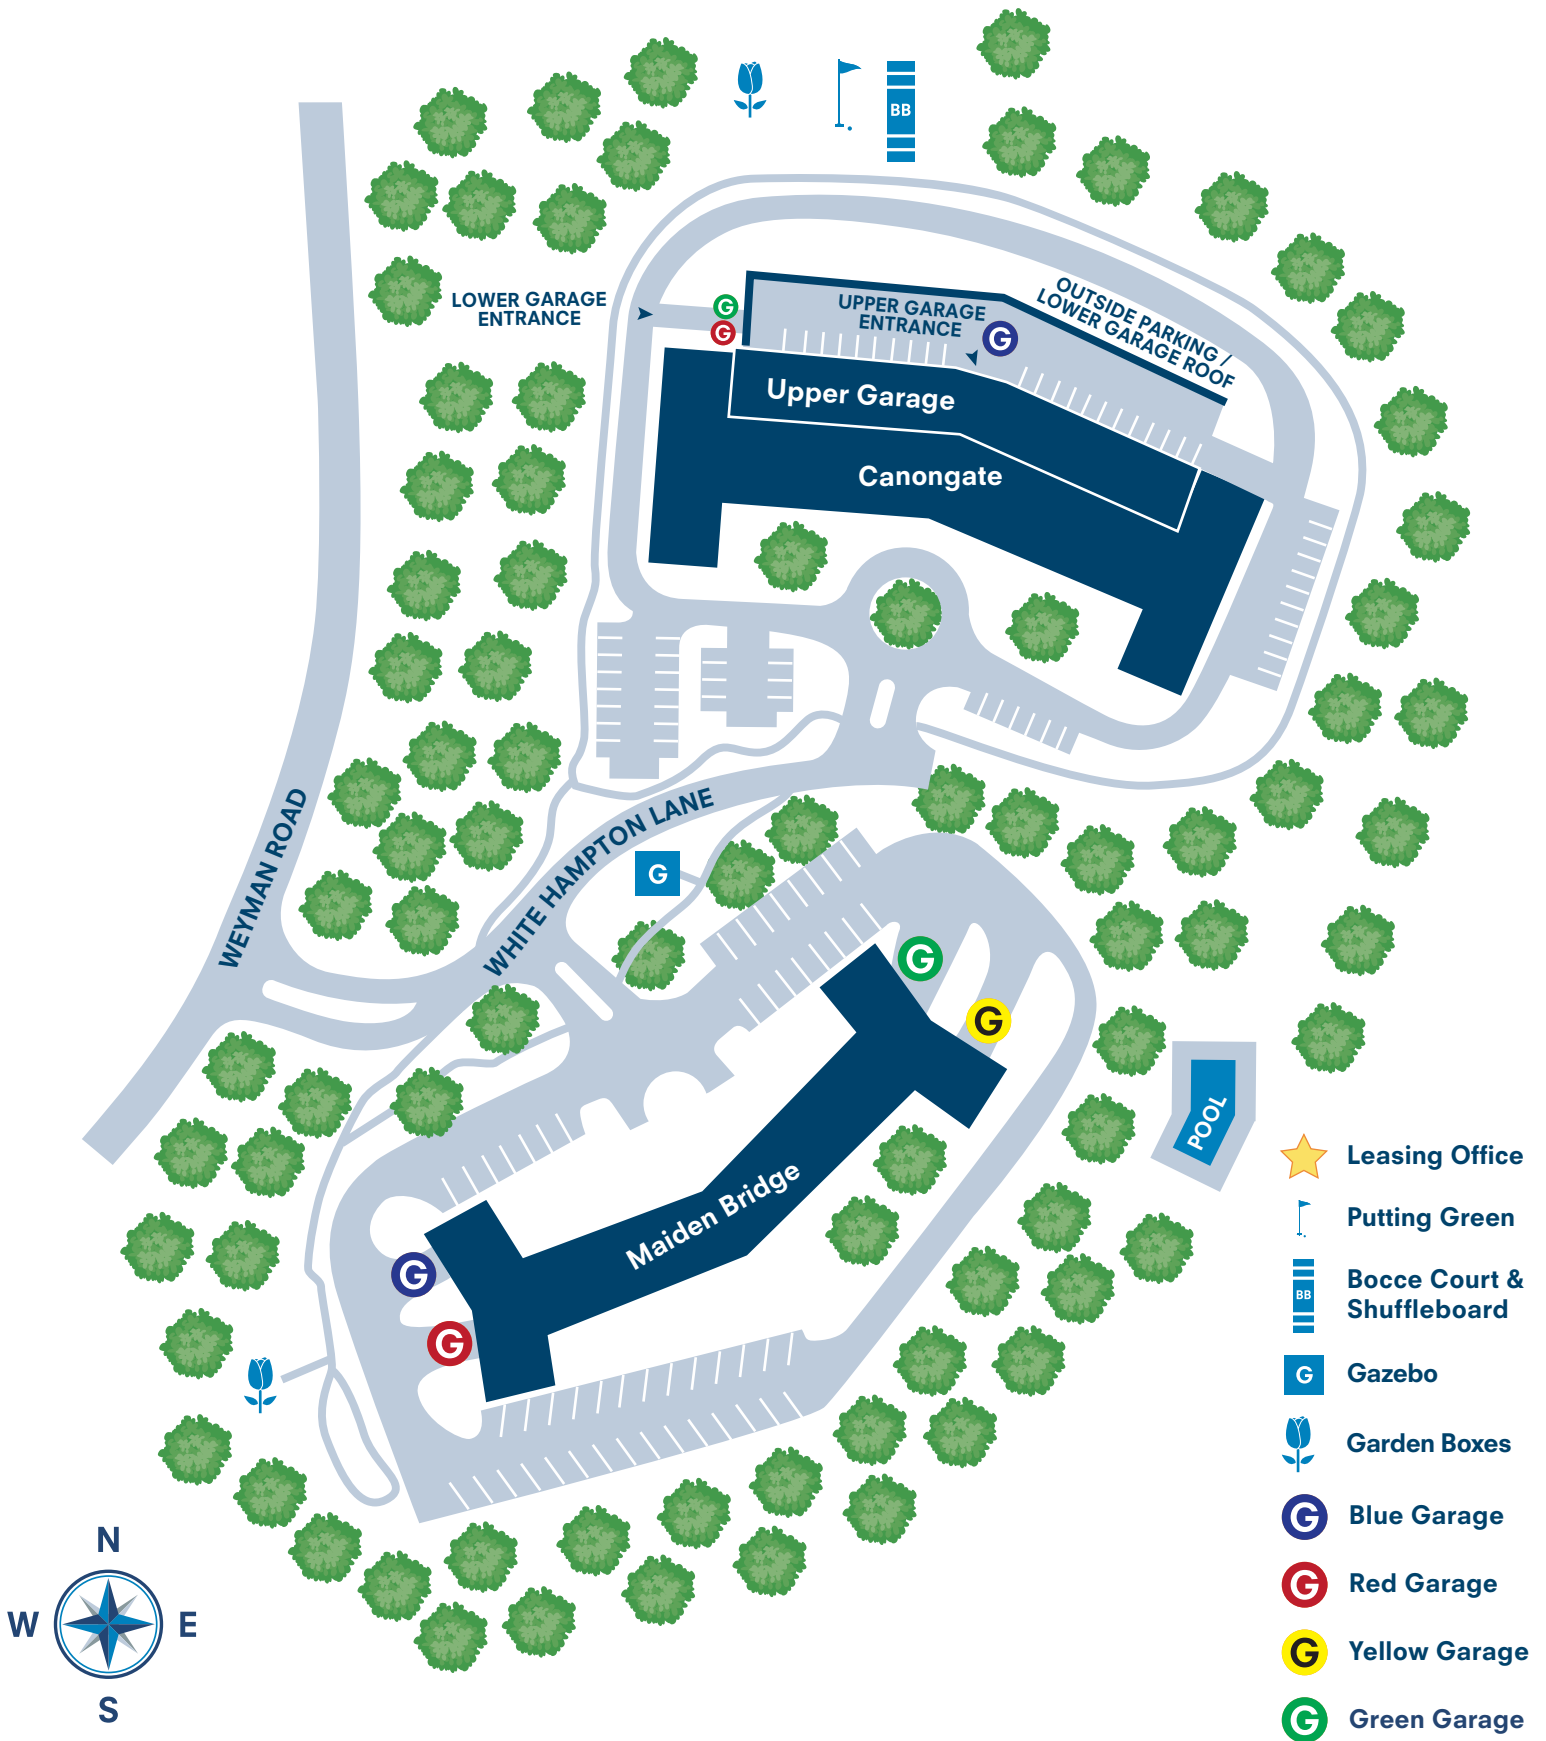 BB
LOWER GARAGE
ENTRANCE
G
G
UPPER GARAGE
ENTRANCE
G
OUTSIDE PARKING /
LOWER GARAGE ROOF
Upper Garage
Canongate
WEYMAN ROAD
WHITE HAMPTON LANE
G
G
G
POOL
Maiden Bridge
G
G
Leasing Office
Putting Green
BB
Bocce Court &
Shuffleboard
G
Gazebo
Garden Boxes
G
Blue Garage
G
Red Garage
G
Yellow Garage
G
Green Garage
N
W
E
S